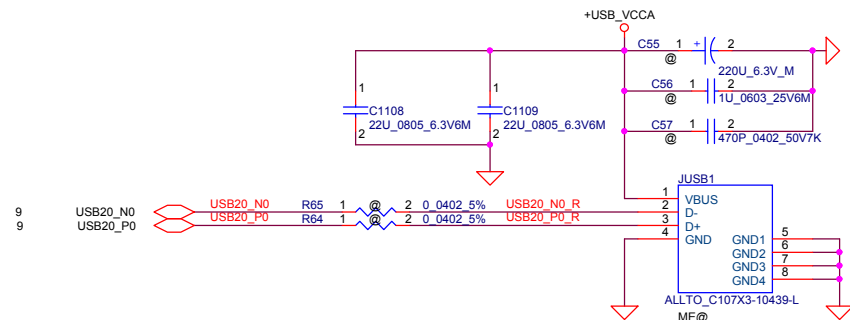 +USB_VCCA
C55 1 + 2
@
220U_6.3V_M
C56 1 2
@
1U_0603_25V6M
C57 1 2
@
470P_0402_50V7K
1
C1108
22U_0805_6.3V6M
2
1
C1109
22U_0805_6.3V6M
2
JUSB1
1 VBUS
2 D-
3 D+
4 GND
GND1 5
GND2 6
GND3 7
GND4 8
ALLTO_C107X3-10439-L
ME@
9 USB20_N0 USB20_N0 R65 1 @ 2 0_0402_5% USB20_N0_R
9 USB20_P0 USB20_P0 R64 1 @ 2 0_0402_5% USB20_P0_R